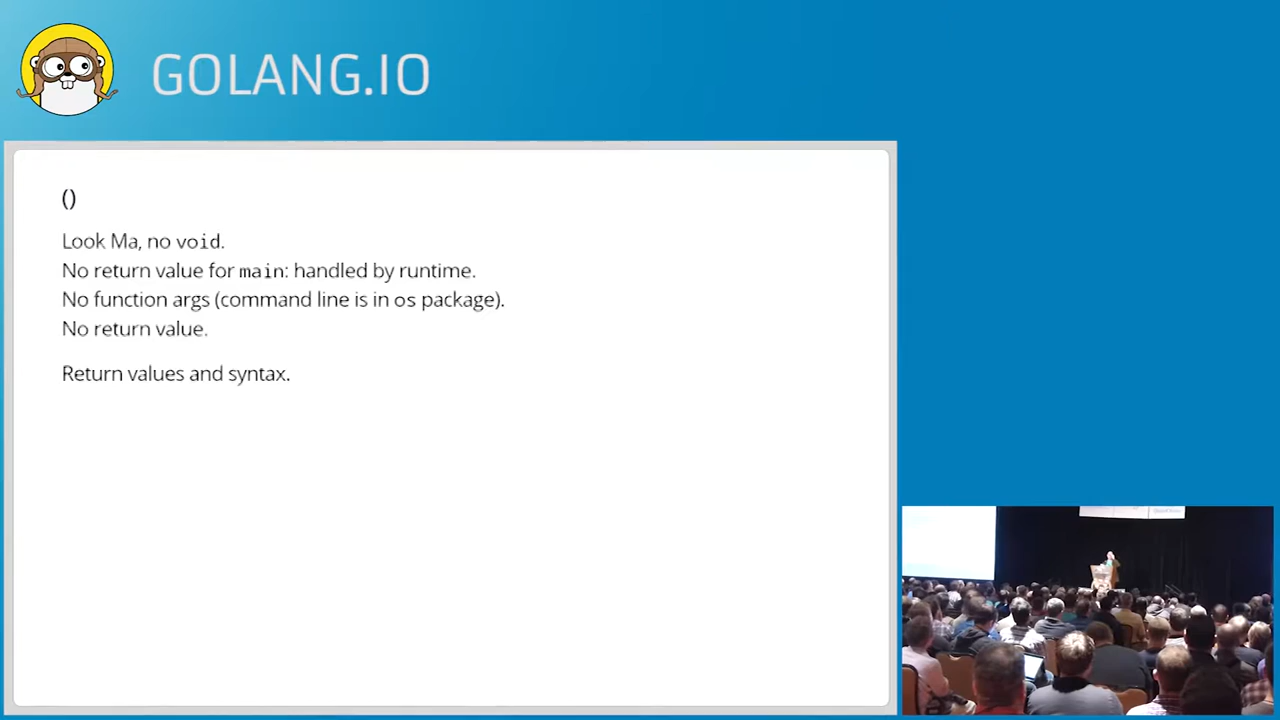 GOLANG.IO
()
Look Ma, no void.
No return value for main: handled by runtime.
No function args (command line is in os package).
No return value.
Return values and syntax.